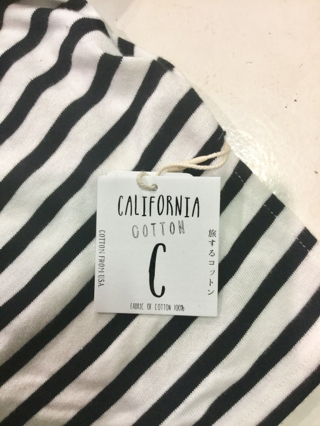 CALIFORNIA
COTTON
C
FABRIC OF COTTON 100%
COTTON FROM USA.
旅するコットン